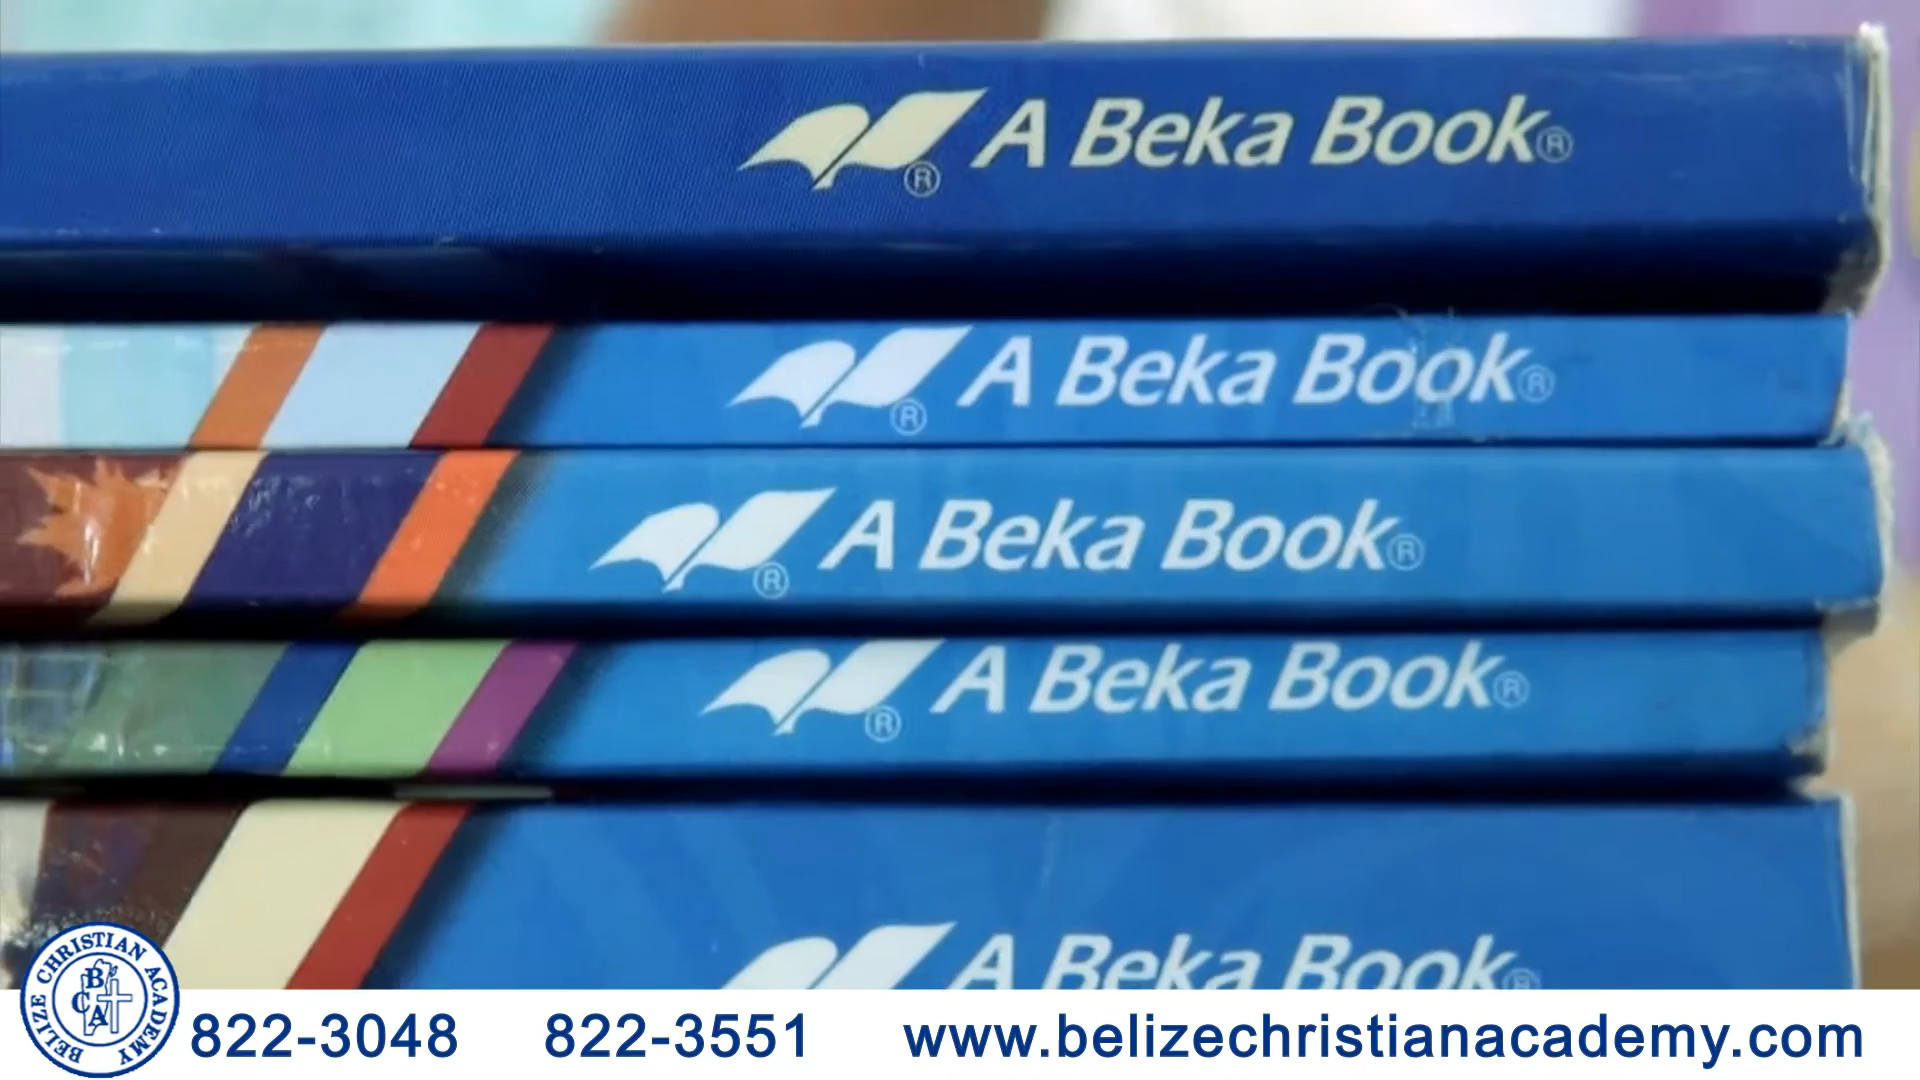 ® A Beka Book®
® A Beka Book®
® A Beka Book®
® A Beka Book®
A Beka Book®
BELIZE CHRISTIAN ACADEMY
BCA
822-3048 822-3551 www.belizechristianacademy.com